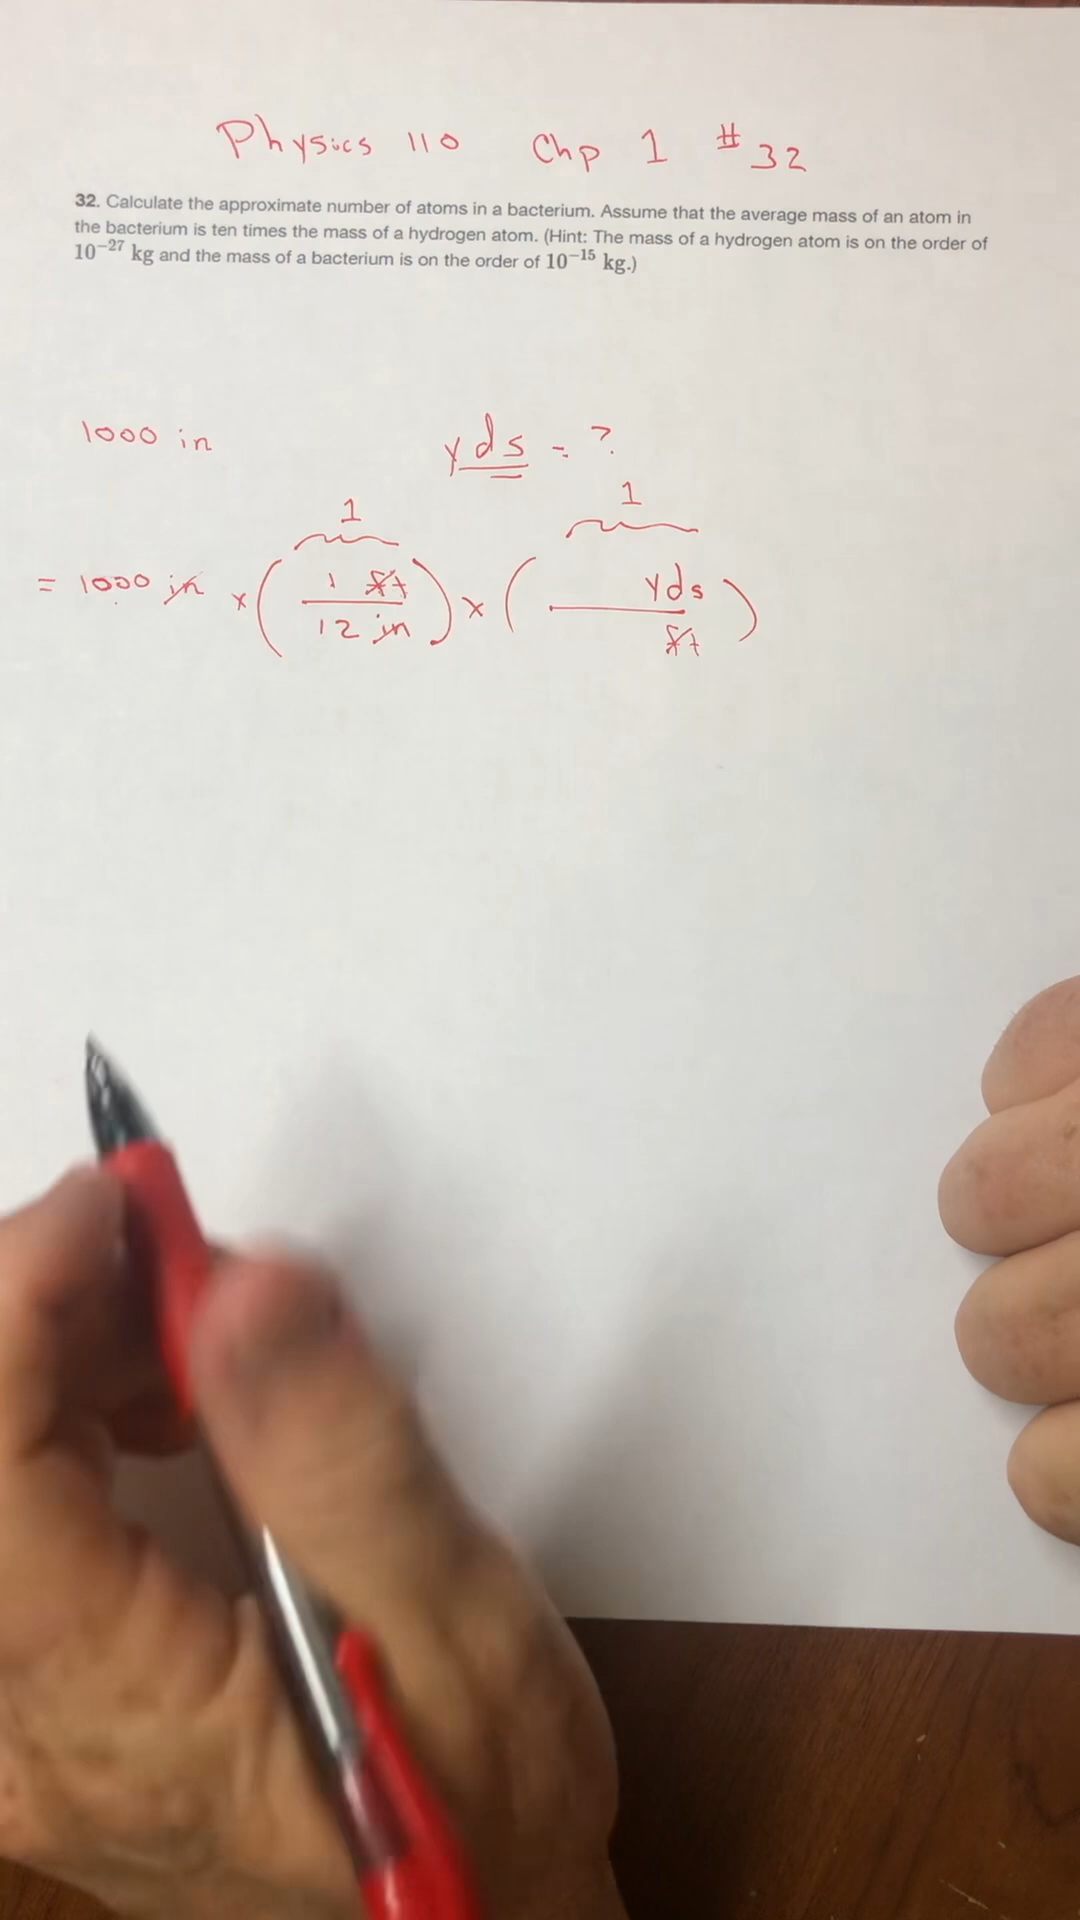 Physics 110 Chp 1 # 32
32. Calculate the approximate number of atoms in a bacterium. Assume that the average mass of an atom in
the bacterium is ten times the mass of a hydrogen atom. (Hint: The mass of a hydrogen atom is on the order of
10⁻²⁷ kg and the mass of a bacterium is on the order of 10⁻¹⁵ kg.)
1000 in yds = ?
1 1
= 1000 in × ( 1 ft / 12 in ) × ( yds / ft )